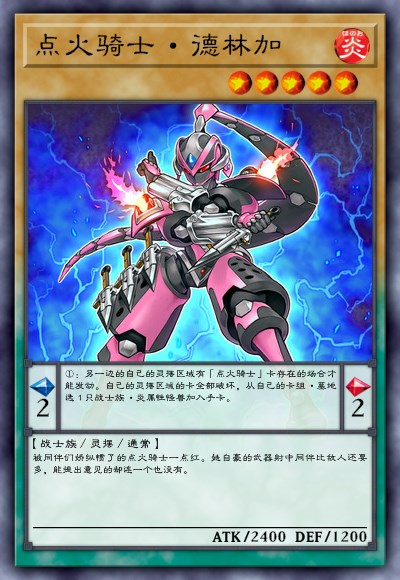 点火骑士・德林加
ほのお
炎
①：另一边的自己的灵摆区域有「点火骑士」卡存在的场合才
能发动。自己的灵摆区域的卡全部破坏，从自己的卡组・墓地
选1只战士族・炎属性怪兽加入手卡。
2
2
【战士族／灵摆／通常】
被同伴们娇纵惯了的点火骑士一点红。她自豪的武器射中同伴比敌人还要
多，能提出意见的却连一个也没有。
ATK/2400 DEF/1200